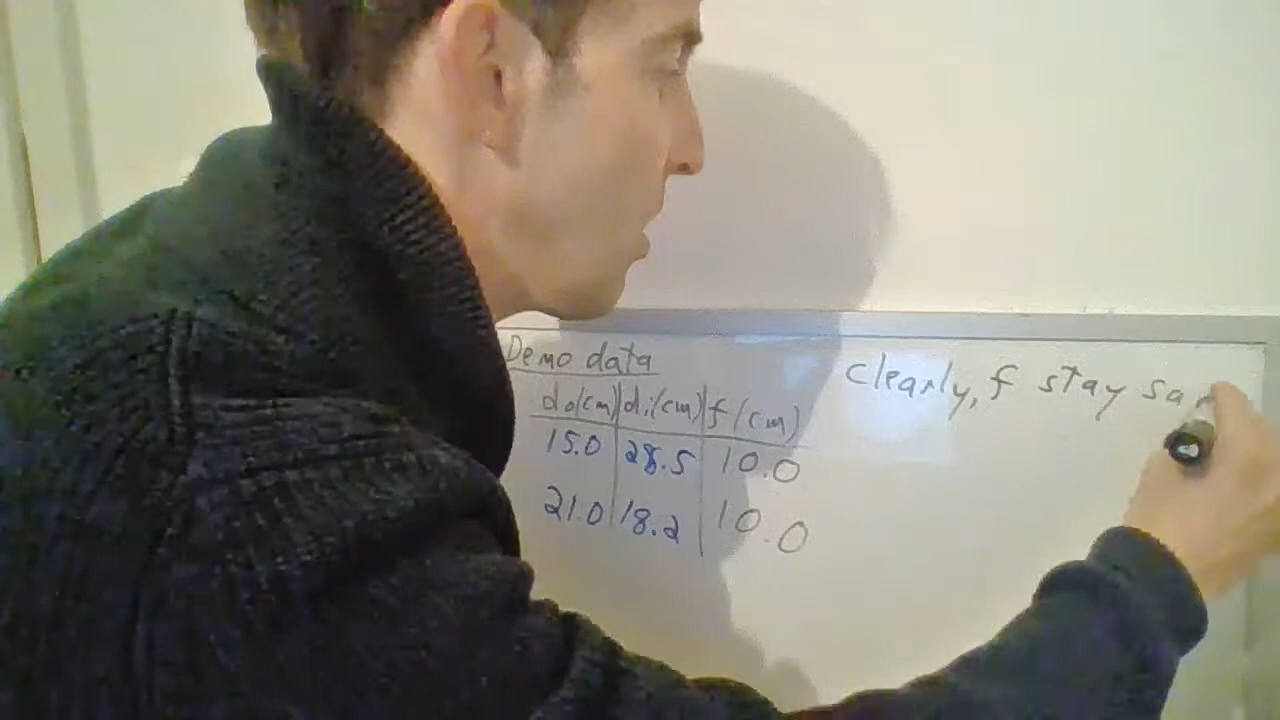 Demo data
do(cm) di(cm) f(cm)
15.0 28.5 10.0
21.0 18.2 10.0
clearly, f stay